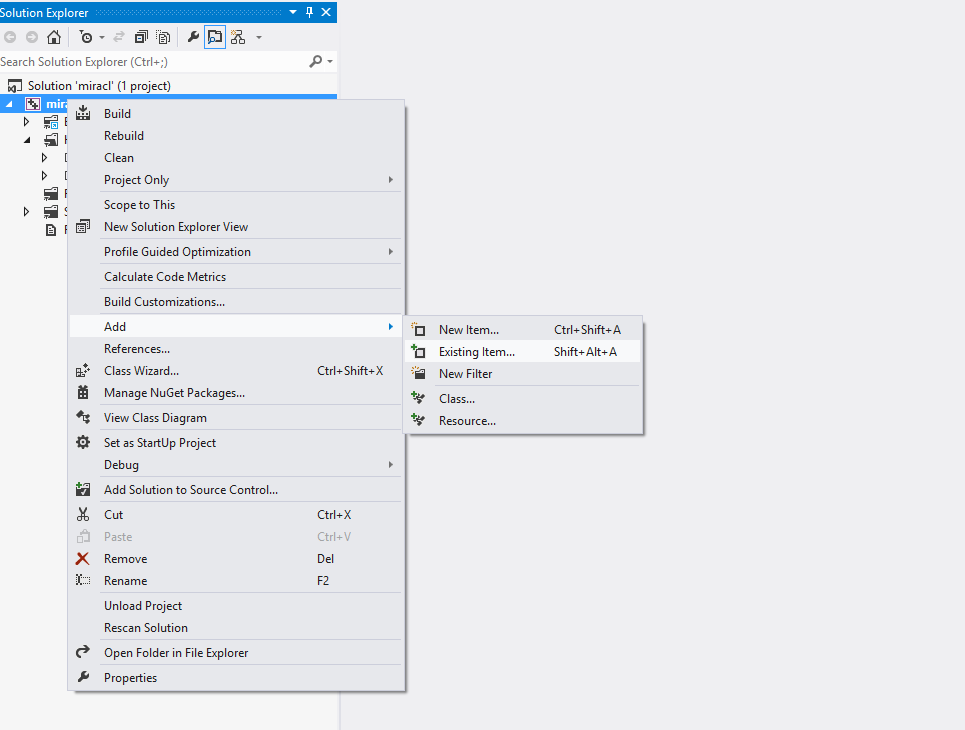 Solution Explorer
Search Solution Explorer (Ctrl+;)
Solution 'miracl' (1 project)
Build
Rebuild
Clean
Project Only
Scope to This
New Solution Explorer View
Profile Guided Optimization
Calculate Code Metrics
Build Customizations...
Add
References...
Class Wizard... Ctrl+Shift+X
Manage NuGet Packages...
View Class Diagram
Set as StartUp Project
Debug
Add Solution to Source Control...
Cut Ctrl+X
Paste Ctrl+V
Remove Del
Rename F2
Unload Project
Rescan Solution
Open Folder in File Explorer
Properties
New Item... Ctrl+Shift+A
Existing Item... Shift+Alt+A
New Filter
Class...
Resource...